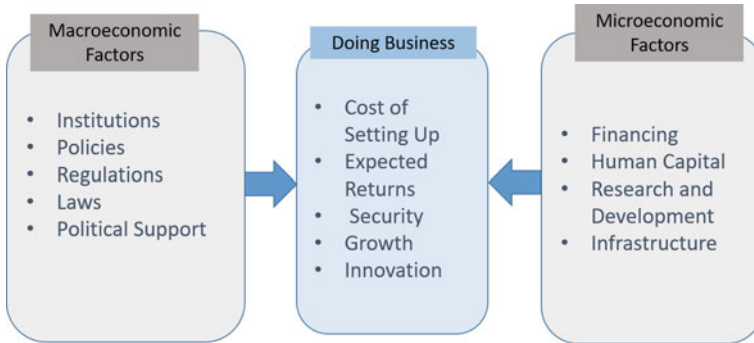 Macroeconomic
Factors
• Institutions
• Policies
• Regulations
• Laws
• Political Support
Doing Business
• Cost of
Setting Up
• Expected
Returns
• Security
• Growth
• Innovation
Microeconomic
Factors
• Financing
• Human Capital
• Research and
Development
• Infrastructure